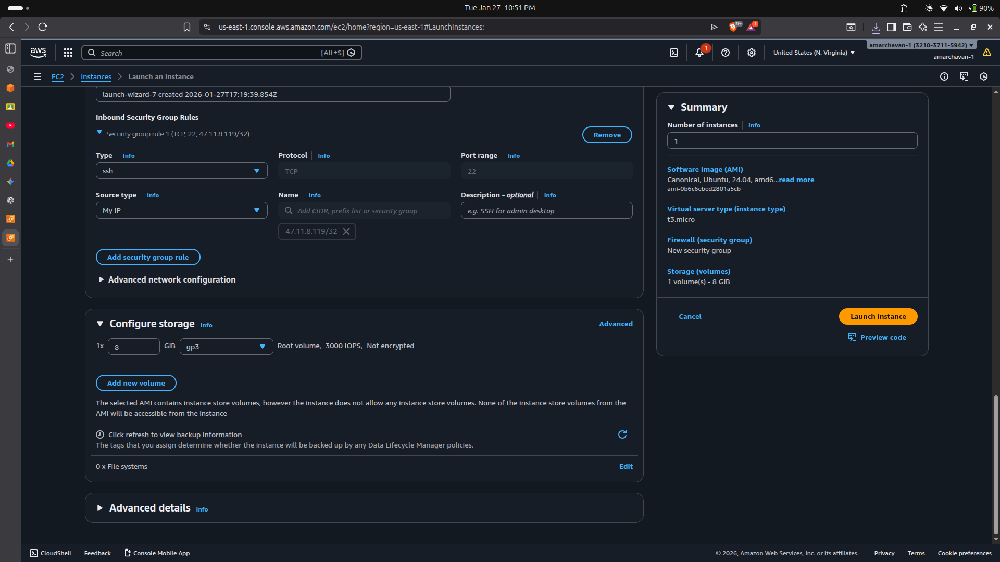 Tue Jan 27 10:51 PM
90%
us-east-1.console.aws.amazon.com/ec2/home?region=us-east-1#LaunchInstances:
99+
1
aws
Search
[Alt+S]
1
United States (N. Virginia)
amarchavan-1 (3210-3711-5942)
amarchavan-1
EC2
Instances
Launch an instance
launch-wizard-7 created 2026-01-27T17:19:39.854Z
Inbound Security Group Rules
Security group rule 1 (TCP, 22, 47.11.8.119/32)
Remove
Type Info
Protocol Info
Port range Info
ssh
TCP
22
Source type Info
Name Info
Description – optional Info
My IP
Add CIDR, prefix list or security group
e.g. SSH for admin desktop
47.11.8.119/32
Add security group rule
Advanced network configuration
Configure storage Info
Advanced
1x 8 GiB gp3 Root volume, 3000 IOPS, Not encrypted
Add new volume
The selected AMI contains instance store volumes, however the instance does not allow any instance store volumes. None of the instance store volumes from the
AMI will be accessible from the instance
Click refresh to view backup information
The tags that you assign determine whether the instance will be backed up by any Data Lifecycle Manager policies.
0 x File systems
Edit
Advanced details Info
Summary
Number of instances Info
1
Software Image (AMI)
Canonical, Ubuntu, 24.04, amd6...read more
ami-0b6c6ebed2801a5cb
Virtual server type (instance type)
t3.micro
Firewall (security group)
New security group
Storage (volumes)
1 volume(s) - 8 GiB
Cancel
Launch instance
Preview code
CloudShell
Feedback
Console Mobile App
© 2026, Amazon Web Services, Inc. or its affiliates.
Privacy
Terms
Cookie preferences